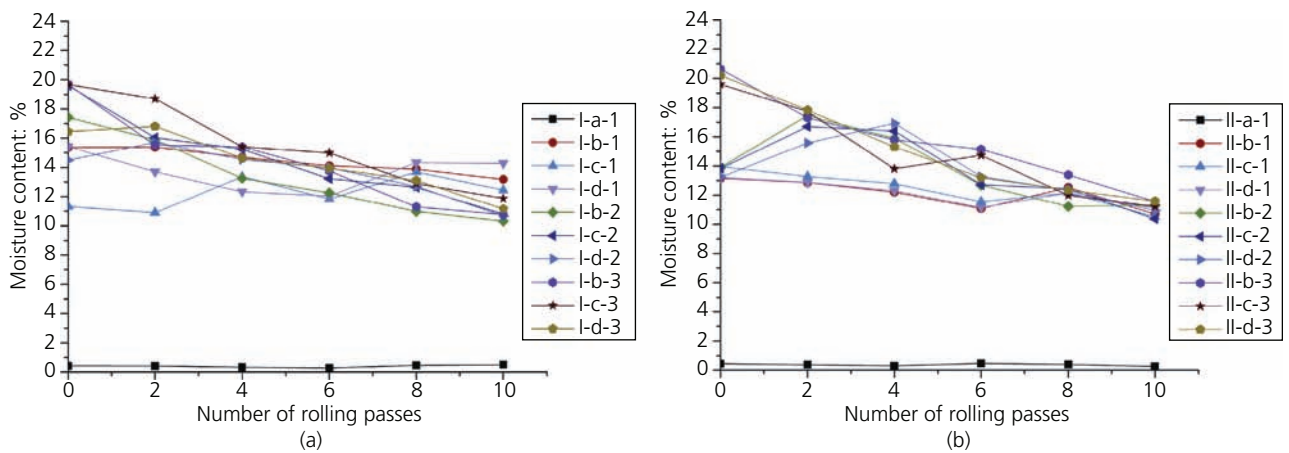 24
22
20
18
16
14
12
10
8
6
4
2
0
Moisture content: %
0 2 4 6 8 10
Number of rolling passes
(a)
I-a-1
I-b-1
I-c-1
I-d-1
I-b-2
I-c-2
I-d-2
I-b-3
I-c-3
I-d-3
24
22
20
18
16
14
12
10
8
6
4
2
0
Moisture content: %
0 2 4 6 8 10
Number of rolling passes
(b)
II-a-1
II-b-1
II-c-1
II-d-1
II-b-2
II-c-2
II-d-2
II-b-3
II-c-3
II-d-3